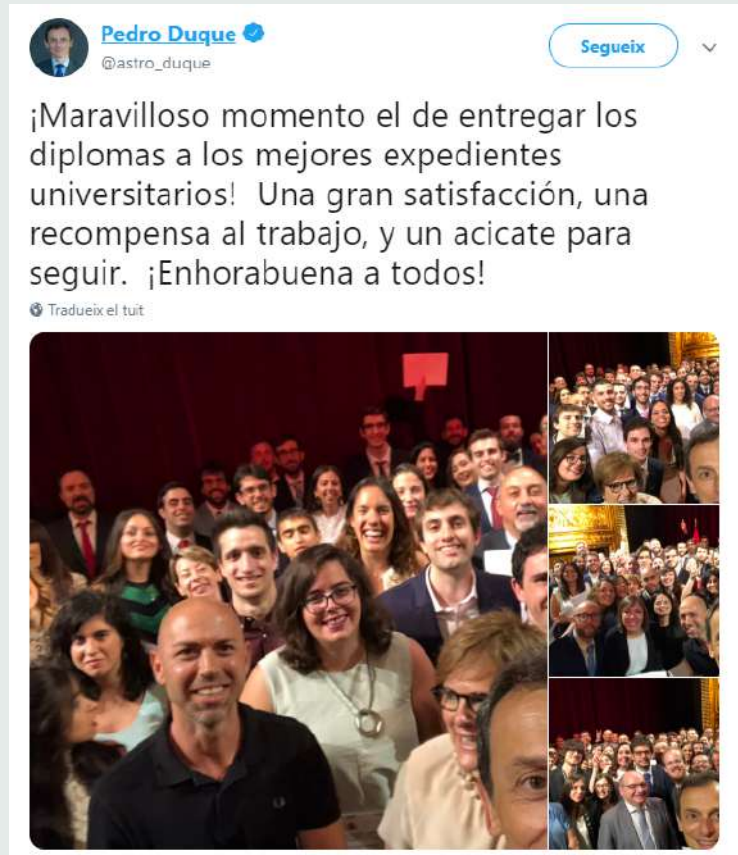 Pedro Duque
@astro_duque
Segueix
¡Maravilloso momento el de entregar los
diplomas a los mejores expedientes
universitarios!  Una gran satisfacción, una
recompensa al trabajo, y un acicate para
seguir.  ¡Enhorabuena a todos!
Tradueix el tuit